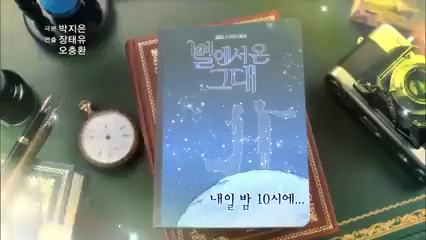 극본 박지은
연출 장태유
오충환
SBS
별에서 온
그대
내일 밤 10시에...